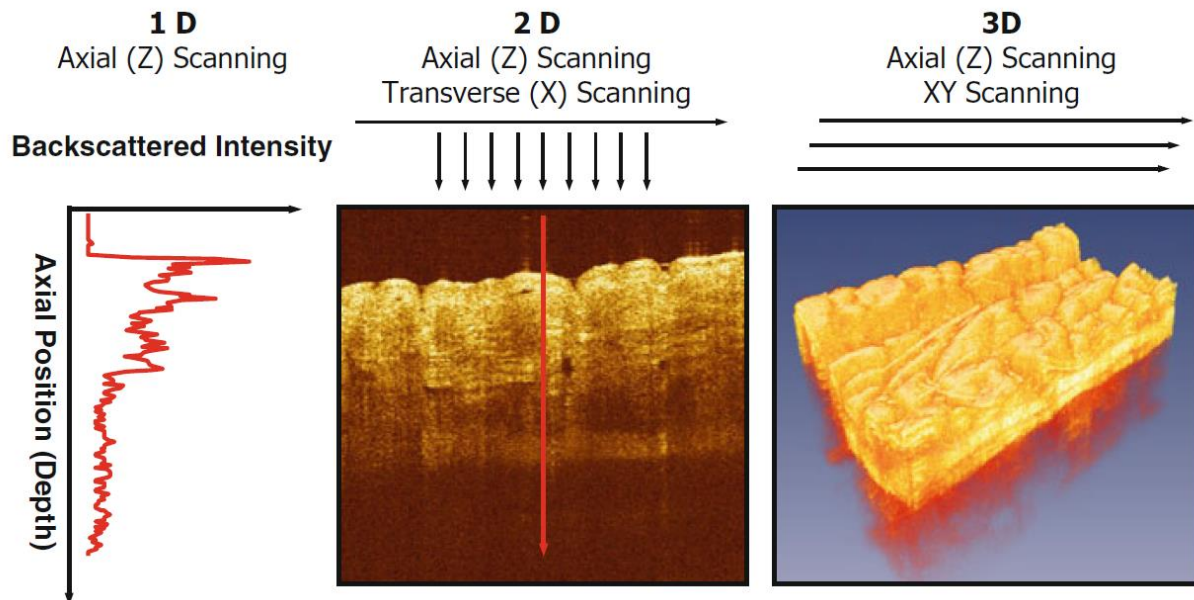 1 D
Axial (Z) Scanning
Backscattered Intensity
Axial Position (Depth)
2 D
Axial (Z) Scanning
Transverse (X) Scanning
3D
Axial (Z) Scanning
XY Scanning